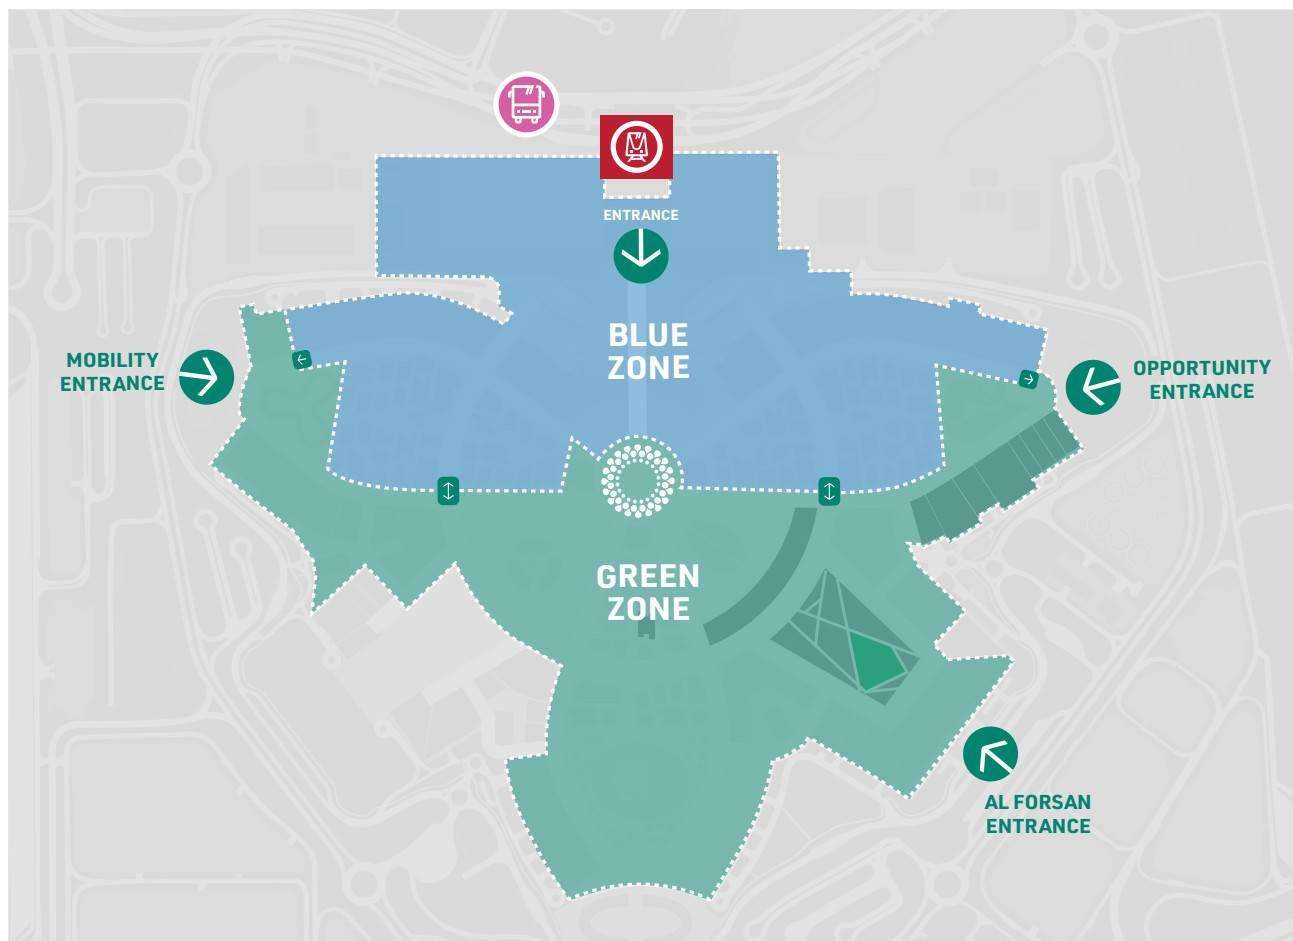 ENTRANCE
BLUE
ZONE
MOBILITY
ENTRANCE
OPPORTUNITY
ENTRANCE
GREEN
ZONE
AL FORSAN
ENTRANCE